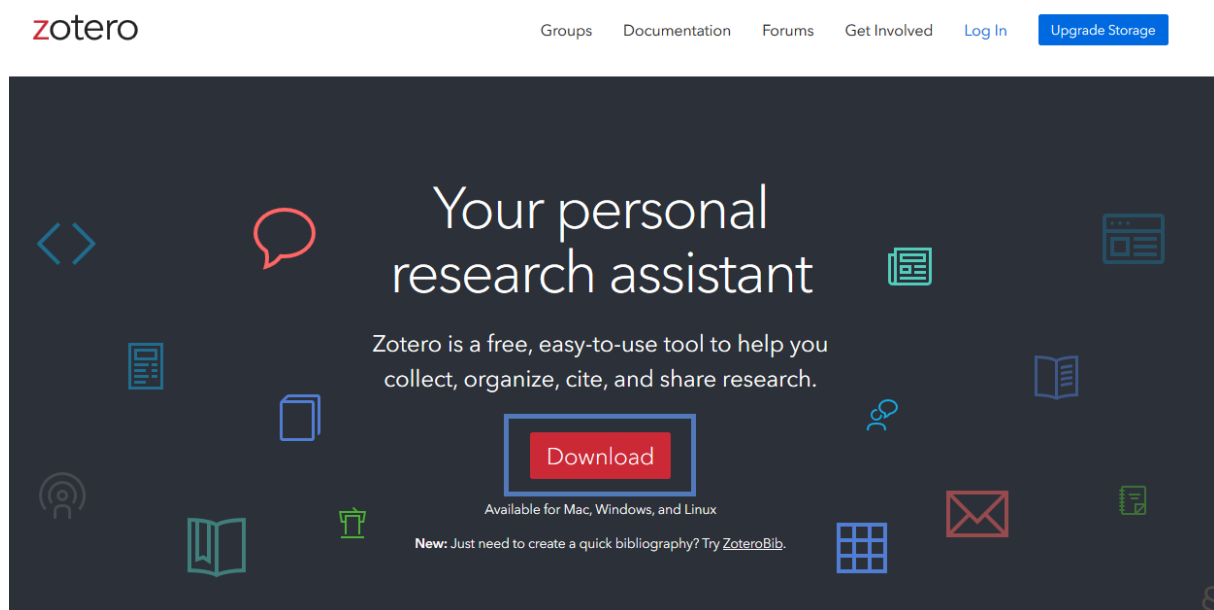 zotero
Groups Documentation Forums Get Involved Log In Upgrade Storage
Your personal
research assistant
Zotero is a free, easy-to-use tool to help you
collect, organize, cite, and share research.
Download
Available for Mac, Windows, and Linux
New: Just need to create a quick bibliography? Try ZoteroBib.